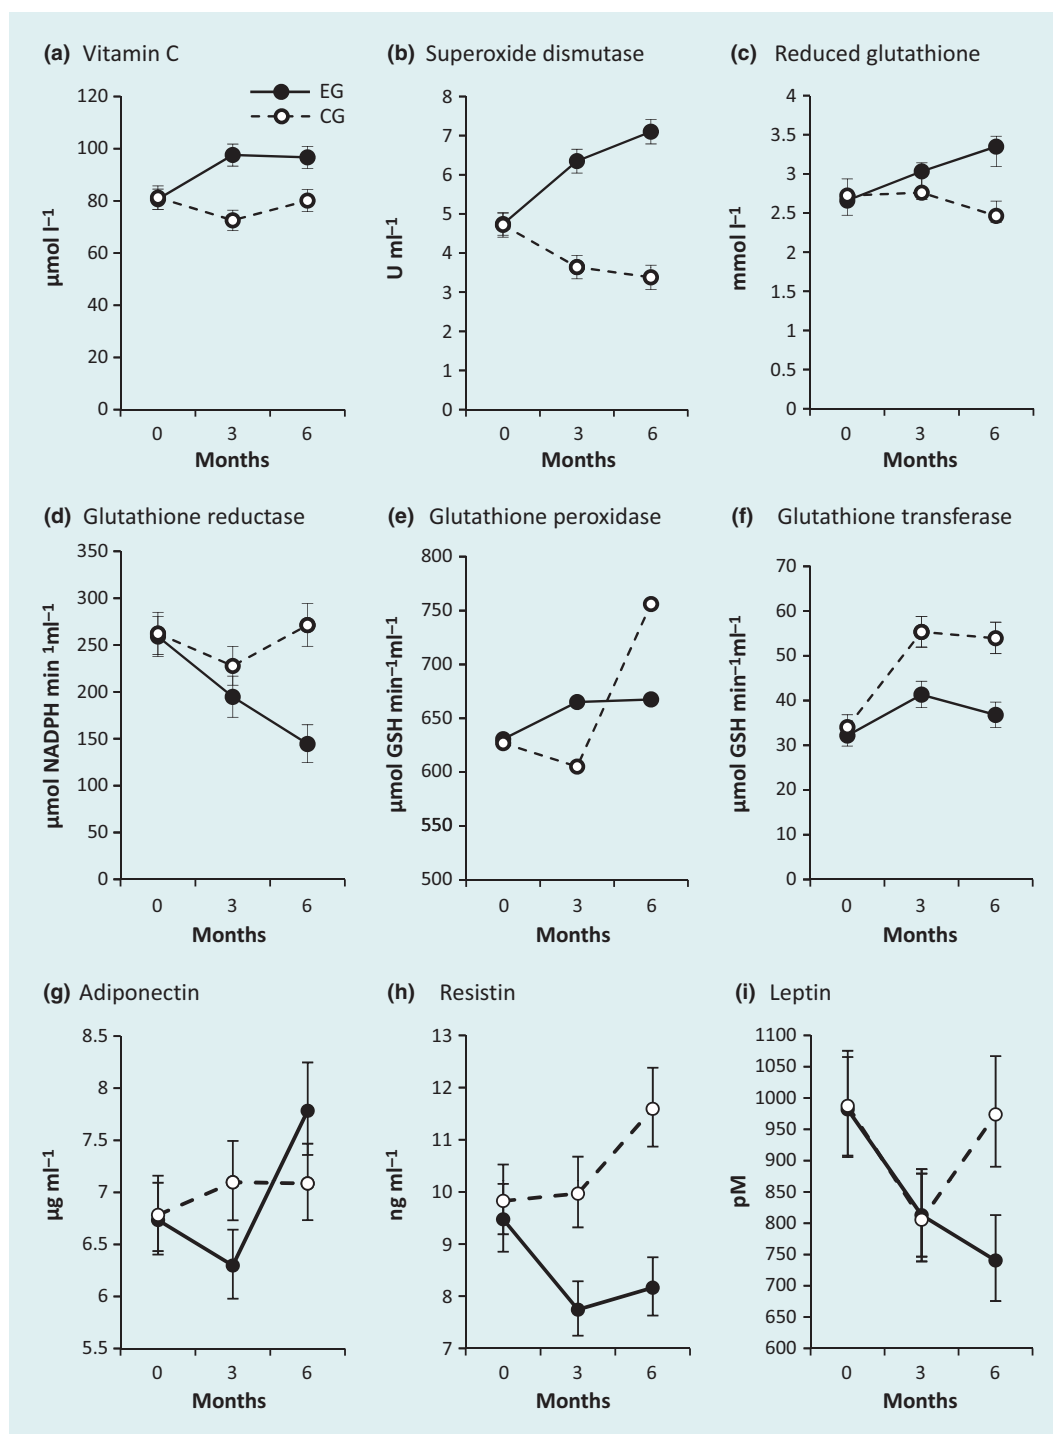 (a) Vitamin C
(b) Superoxide dismutase
(c) Reduced glutathione
EG
CG
120
100
80
60
40
20
0
µmol l⁻¹
0 3 6
Months
8
7
6
5
4
3
2
1
0
U ml⁻¹
0 3 6
Months
4
3.5
3
2.5
2
1.5
1
0.5
0
mmol l⁻¹
0 3 6
Months
(d) Glutathione reductase
(e) Glutathione peroxidase
(f) Glutathione transferase
350
300
250
200
150
100
50
0
µmol NADPH min ¹ml⁻¹
0 3 6
Months
800
750
700
650
600
550
500
µmol GSH min⁻¹ml⁻¹
0 3 6
Months
70
60
50
40
30
20
10
0
µmol GSH min⁻¹ml⁻¹
0 3 6
Months
(g) Adiponectin
(h) Resistin
(i) Leptin
8.5
8
7.5
7
6.5
6
5.5
µg ml⁻¹
0 3 6
Months
13
12
11
10
9
8
7
ng ml⁻¹
0 3 6
Months
1100
1050
1000
950
900
850
800
750
700
650
600
pM
0 3 6
Months